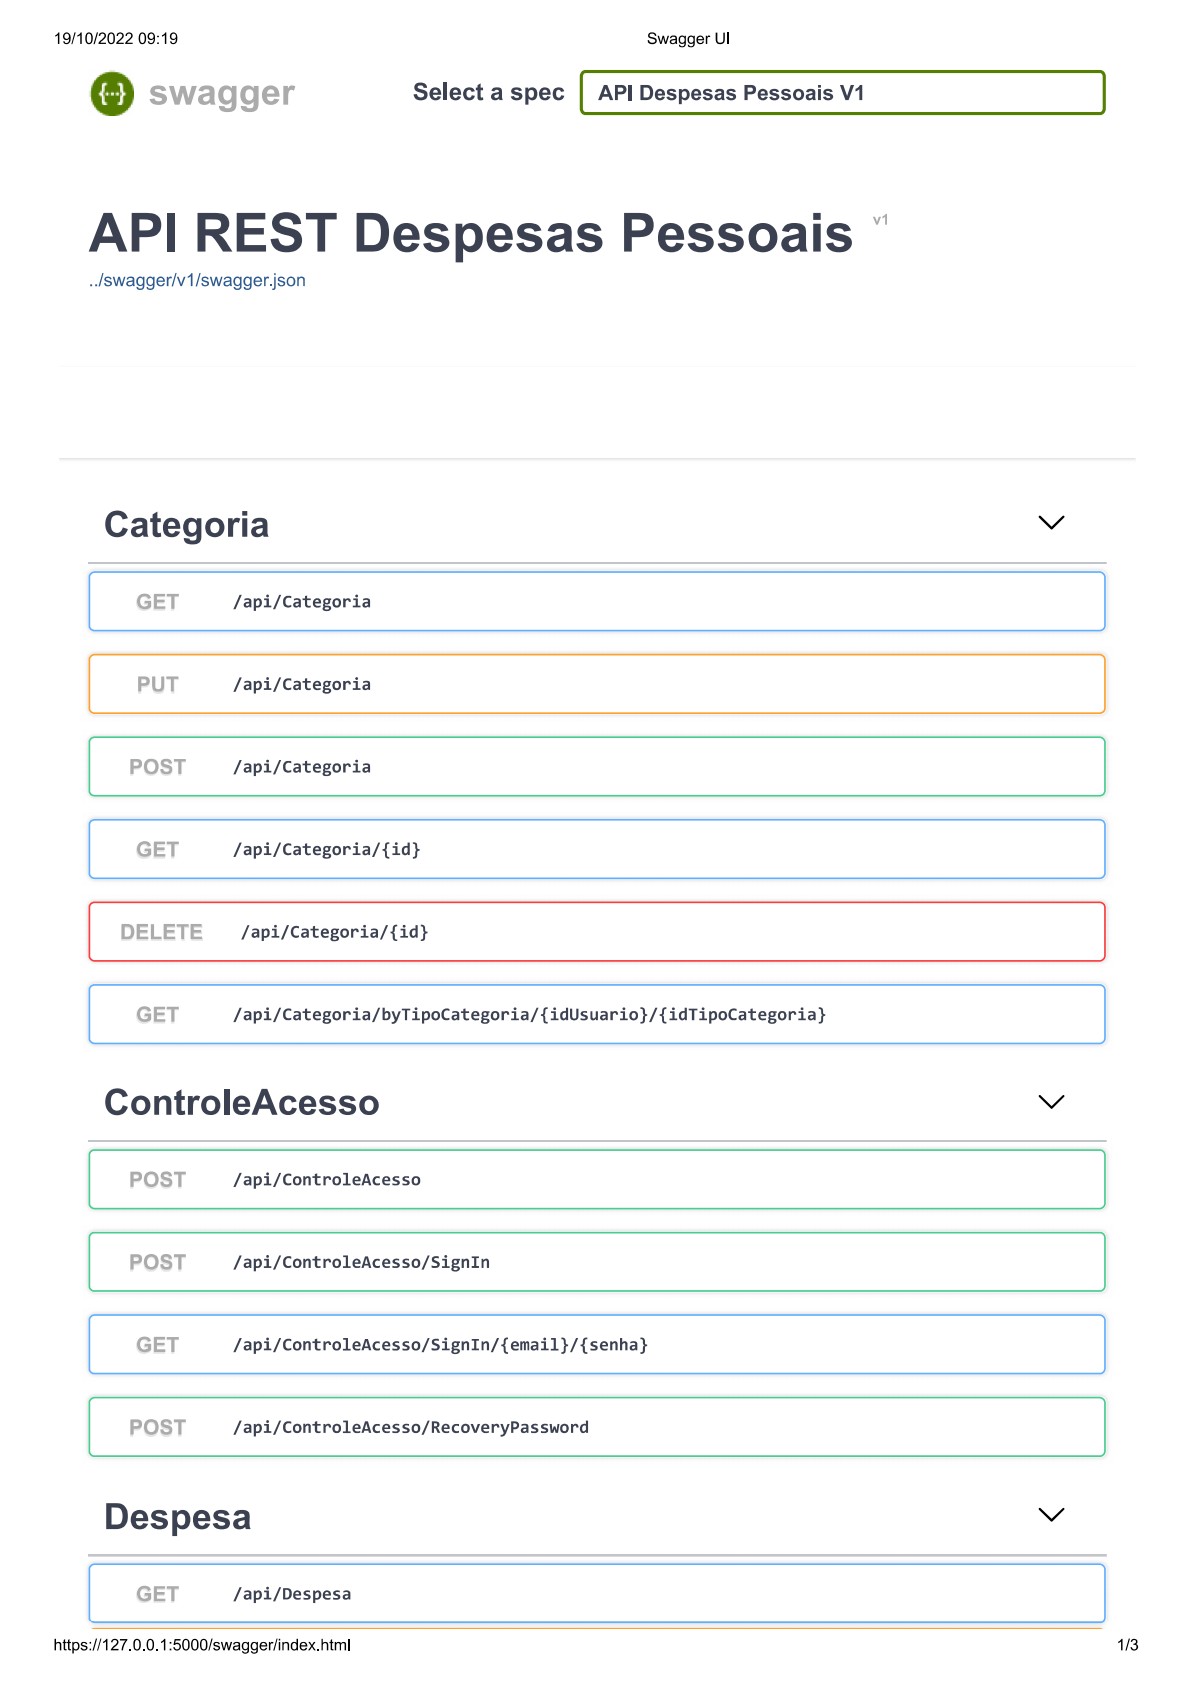 19/10/2022 09:19 Swagger UI
{···} swagger Select a spec API Despesas Pessoais V1
API REST Despesas Pessoais v1
../swagger/v1/swagger.json
Categoria
GET /api/Categoria
PUT /api/Categoria
POST /api/Categoria
GET /api/Categoria/{id}
DELETE /api/Categoria/{id}
GET /api/Categoria/byTipoCategoria/{idUsuario}/{idTipoCategoria}
ControleAcesso
POST /api/ControleAcesso
POST /api/ControleAcesso/SignIn
GET /api/ControleAcesso/SignIn/{email}/{senha}
POST /api/ControleAcesso/RecoveryPassword
Despesa
GET /api/Despesa
https://127.0.0.1:5000/swagger/index.html 1/3